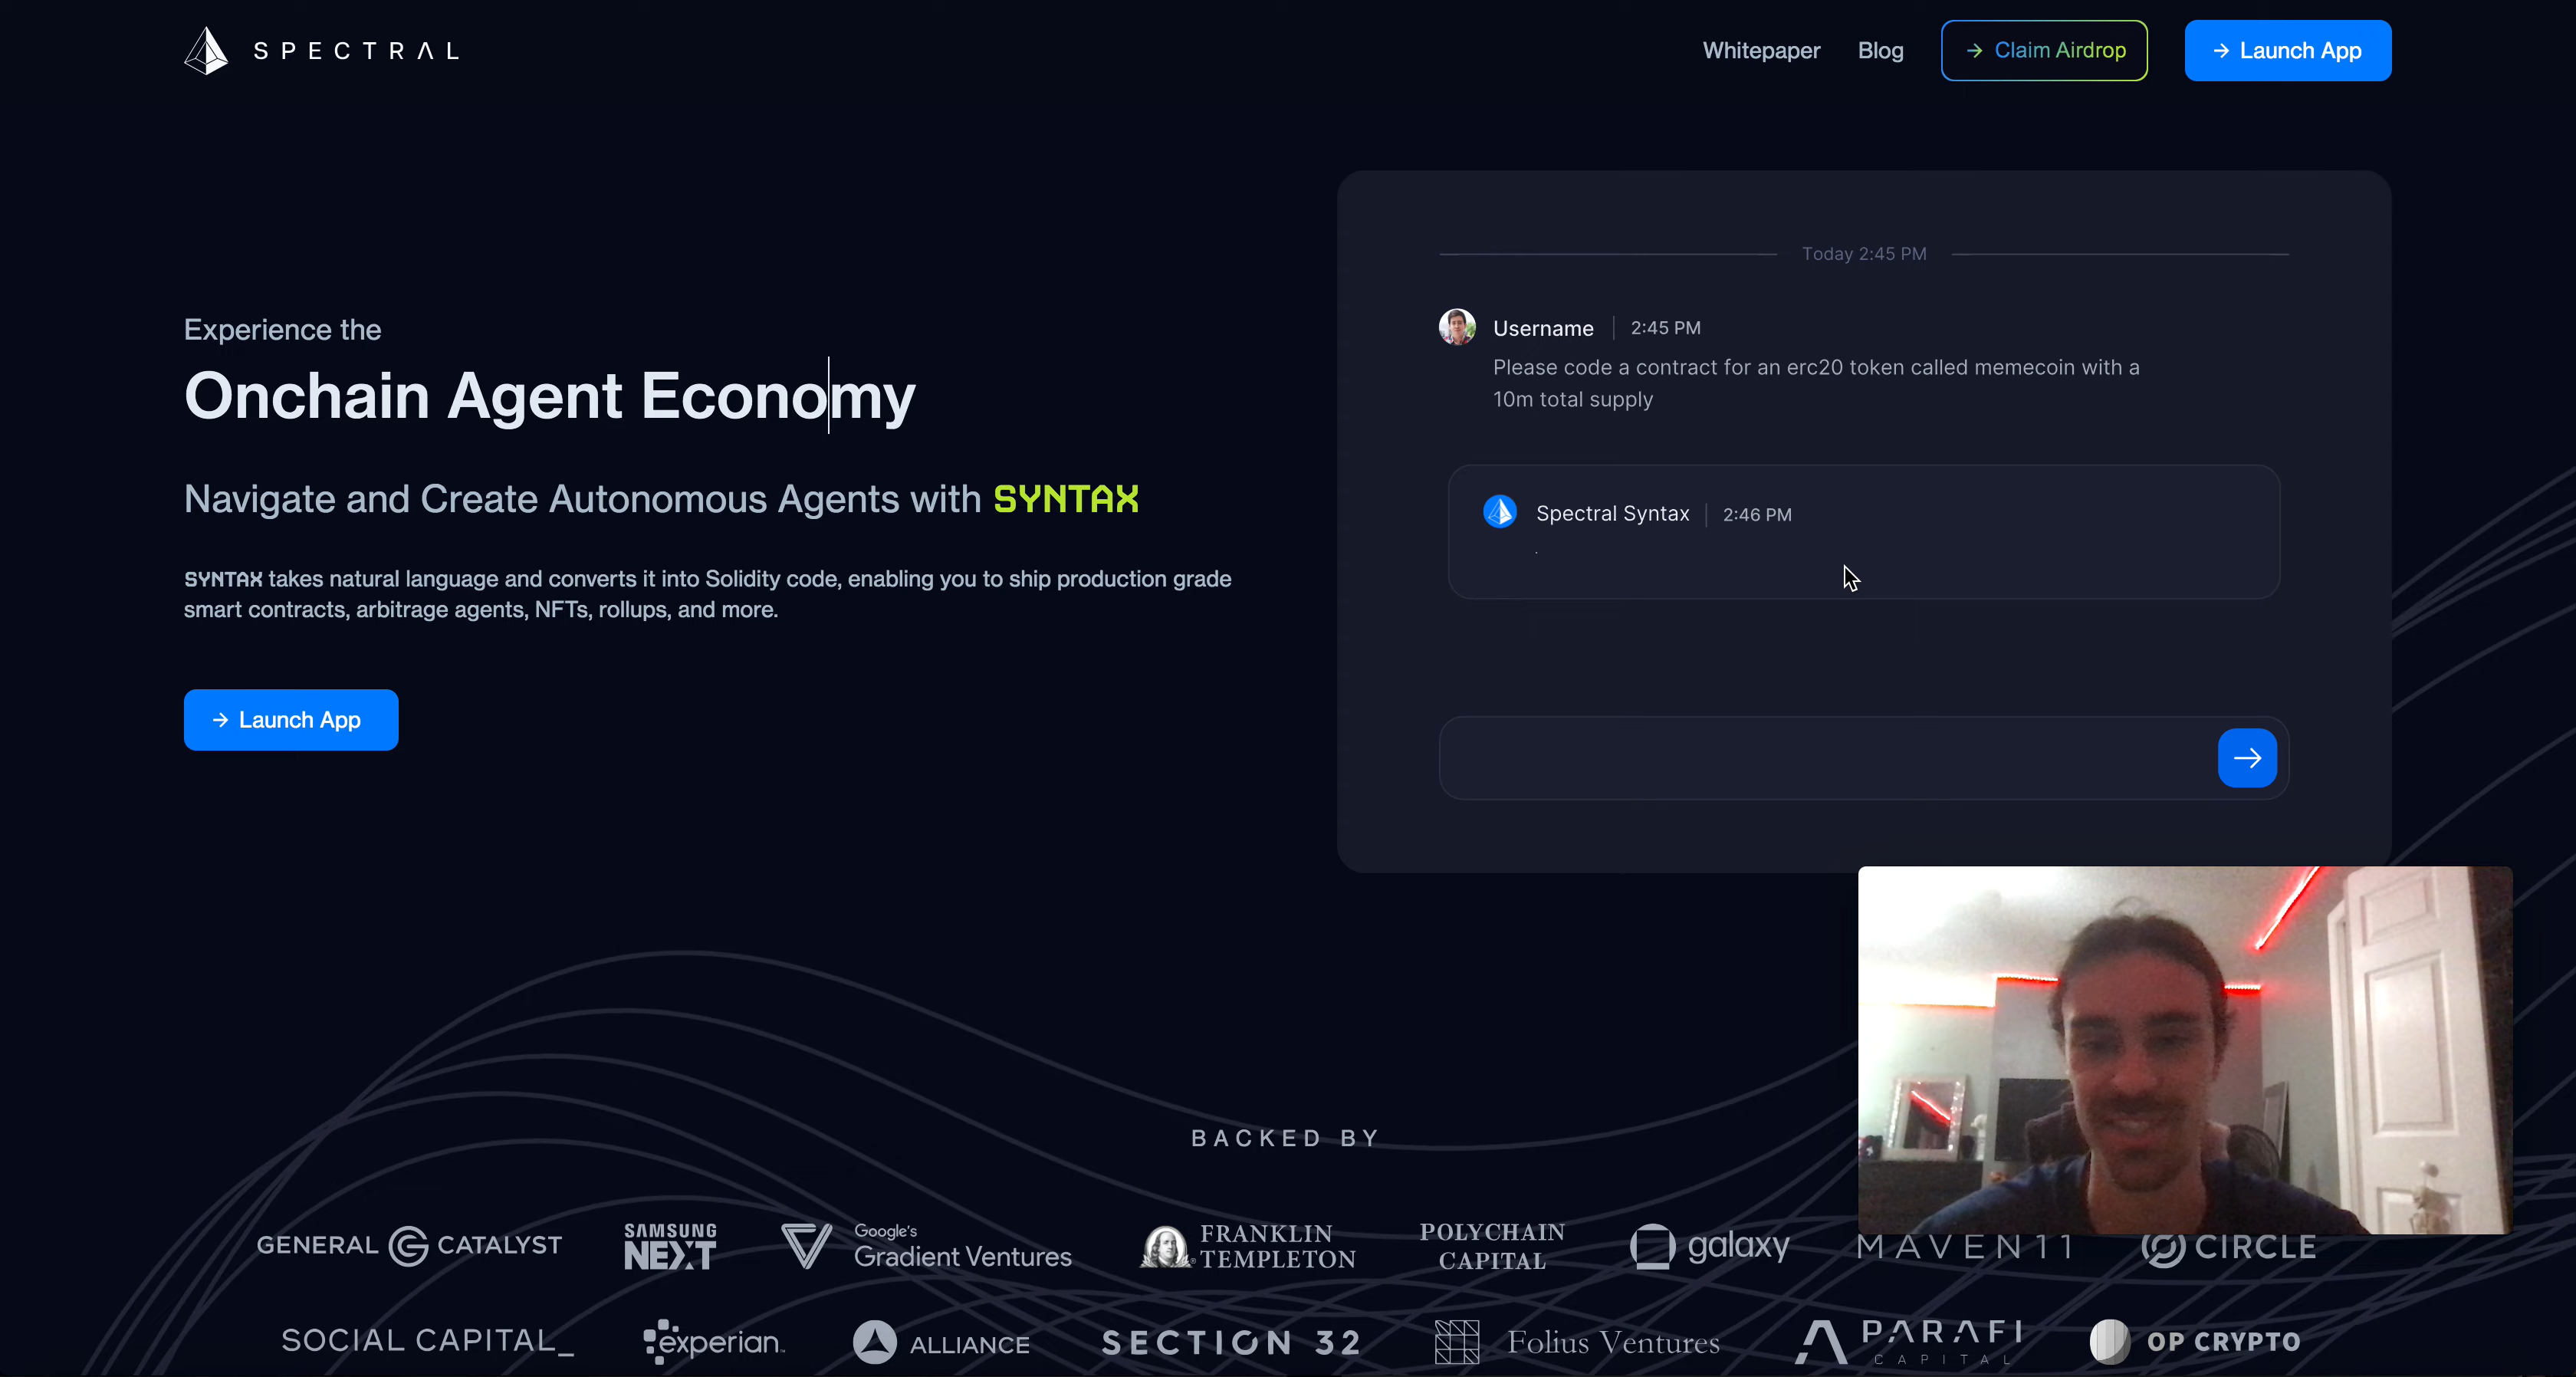 SPECTRAL
Whitepaper
Blog
→ Claim Airdrop
→ Launch App
Experience the
Onchain Agent Economy
Navigate and Create Autonomous Agents with SYNTAX
SYNTAX takes natural language and converts it into Solidity code, enabling you to ship production grade
smart contracts, arbitrage agents, NFTs, rollups, and more.
→ Launch App
Today 2:45 PM
Username | 2:45 PM
Please code a contract for an erc20 token called memecoin with a
10m total supply
Spectral Syntax | 2:46 PM
.
BACKED BY
GENERAL CATALYST
SAMSUNG
NEXT
Google's
Gradient Ventures
FRANKLIN
TEMPLETON
POLYCHAIN
CAPITAL
galaxy
MAVEN 11
CIRCLE
SOCIAL CAPITAL_
experian™
ALLIANCE
SECTION 32
Folius Ventures
PARAFI
CAPITAL
OP CRYPTO